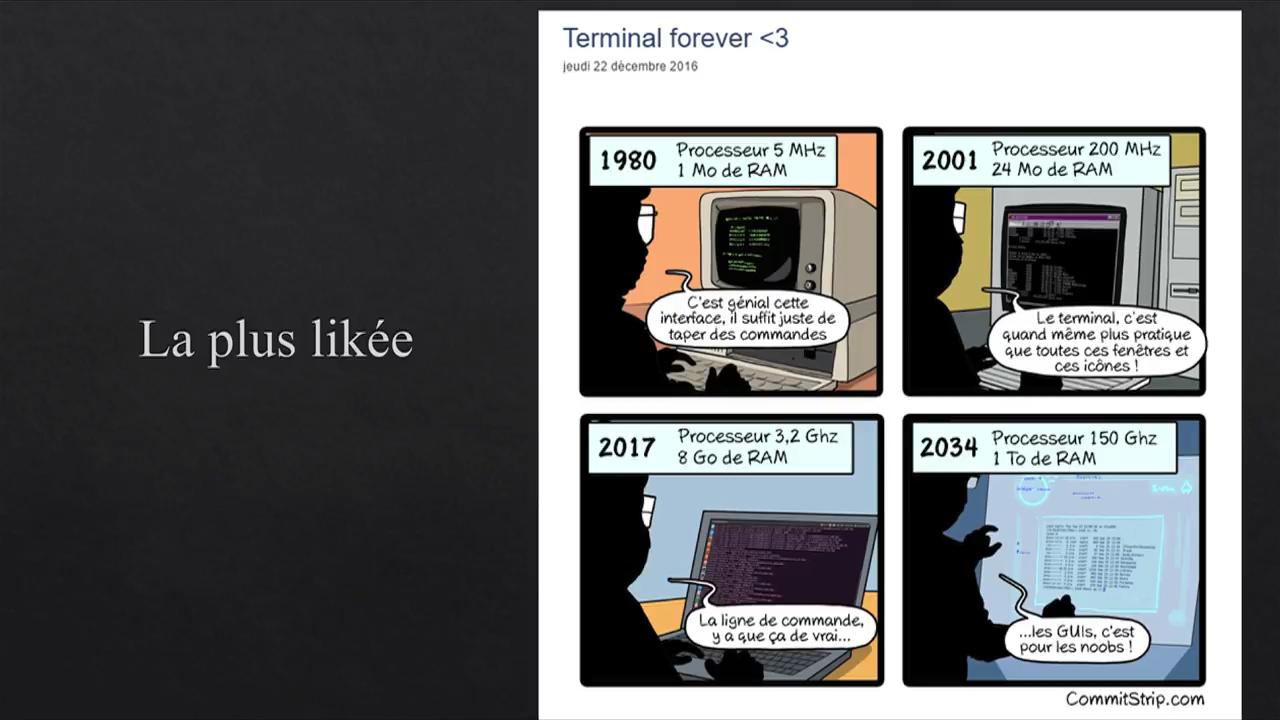 La plus likée
Terminal forever <3
jeudi 22 décembre 2016
1980
Processeur 5 MHz
1 Mo de RAM
C'est génial cette
interface, il suffit juste de
taper des commandes
2001
Processeur 200 MHz
24 Mo de RAM
Le terminal, c'est
quand même plus pratique
que toutes ces fenêtres et
ces icônes !
2017
Processeur 3,2 Ghz
8 Go de RAM
La ligne de commande,
y a que ça de vrai...
2034
Processeur 150 Ghz
1 To de RAM
...les GUIs, c'est
pour les noobs !
CommitStrip.com